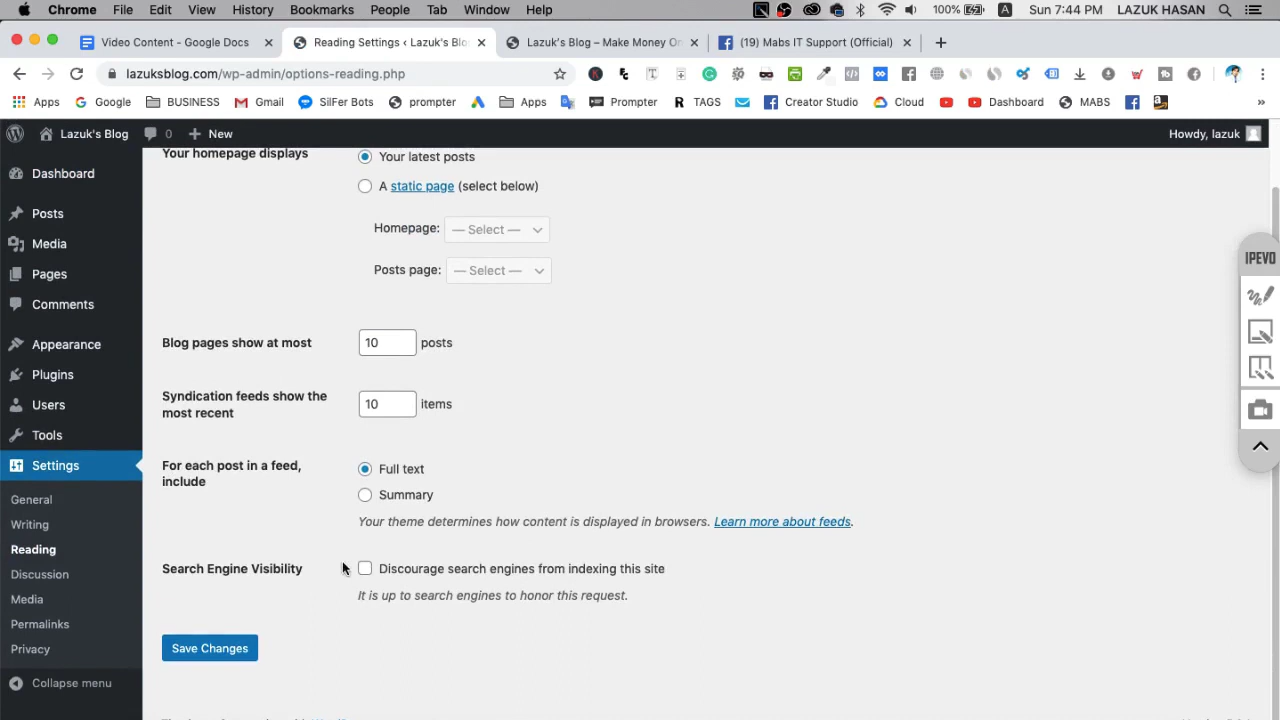 Chrome File Edit View History Bookmarks People Tab Window Help 100% A Sun 7:44 PM LAZUK HASAN
Video Content - Google Docs Reading Settings ‹ Lazuk's Blo Lazuk's Blog – Make Money On (19) Mabs IT Support (Official)
lazuksblog.com/wp-admin/options-reading.php
Apps Google BUSINESS Gmail SilFer Bots prompter Apps Prompter R TAGS Creator Studio Cloud Dashboard MABS »
Lazuk's Blog 0 New Howdy, lazuk
Your homepage displays Your latest posts
Dashboard
A static page (select below)
Posts
Homepage: — Select —
Media
IPEVO
Pages
Posts page: — Select —
Comments
Appearance
Blog pages show at most 10 posts
Plugins
Syndication feeds show the
most recent 10 items
Users
Tools
Settings
For each post in a feed,
include
Full text
Summary
General
Your theme determines how content is displayed in browsers. Learn more about feeds.
Writing
Reading
Search Engine Visibility Discourage search engines from indexing this site
Discussion
It is up to search engines to honor this request.
Media
Permalinks
Save Changes
Privacy
Collapse menu